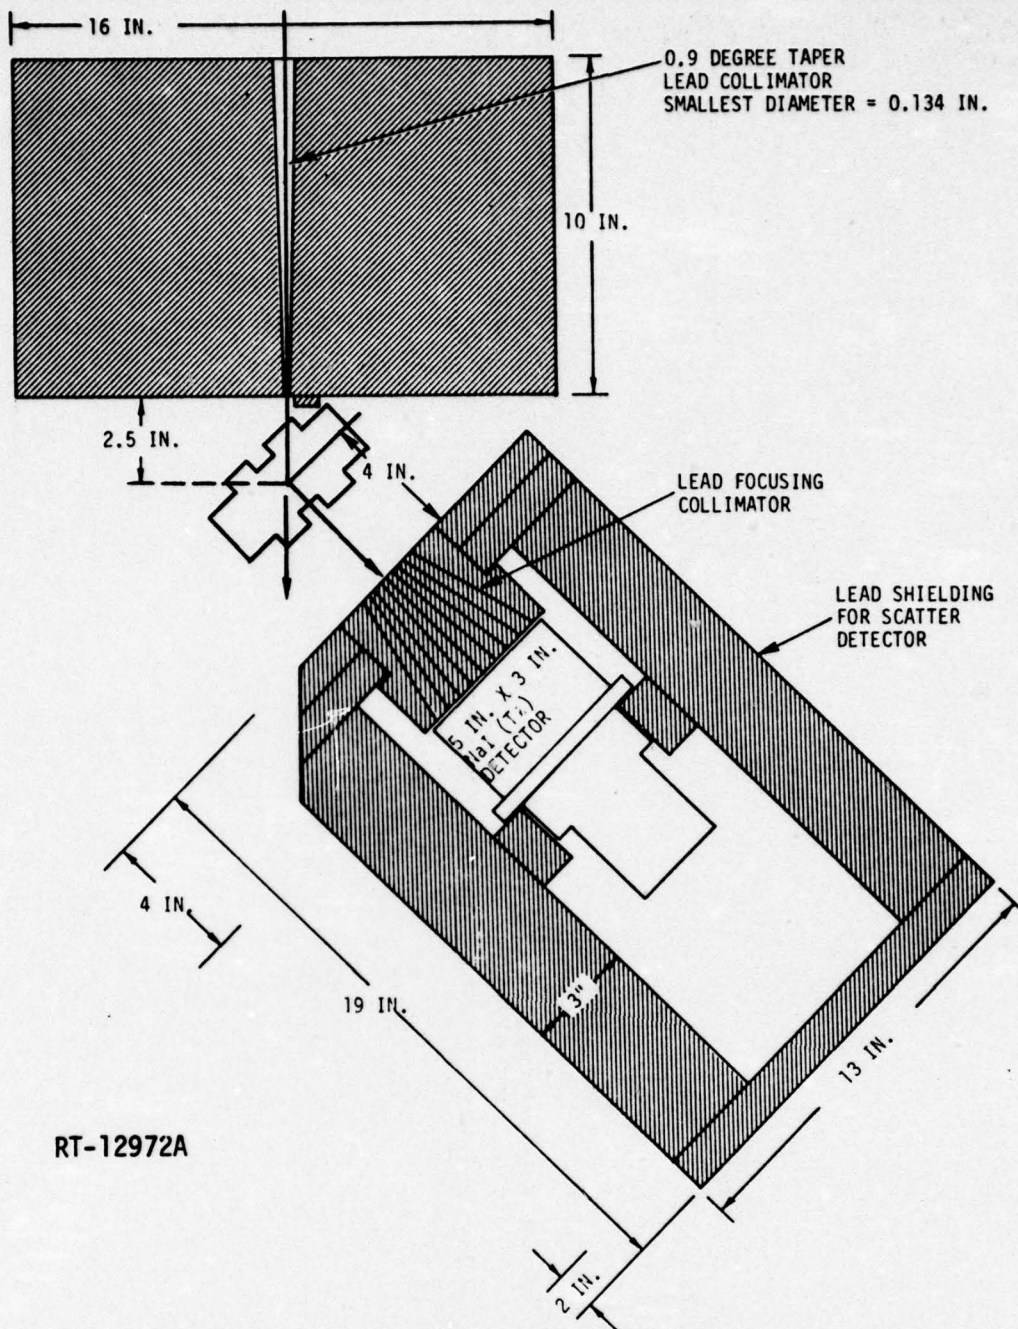 16 IN.
0.9 DEGREE TAPER
LEAD COLLIMATOR
SMALLEST DIAMETER = 0.134 IN.
10 IN.
2.5 IN.
4 IN.
LEAD FOCUSING
COLLIMATOR
LEAD SHIELDING
FOR SCATTER
DETECTOR
5 IN. X 3 IN.
NaI (Tℓ)
DETECTOR
4 IN.
19 IN.
3"
13 IN.
RT-12972A
2 IN.